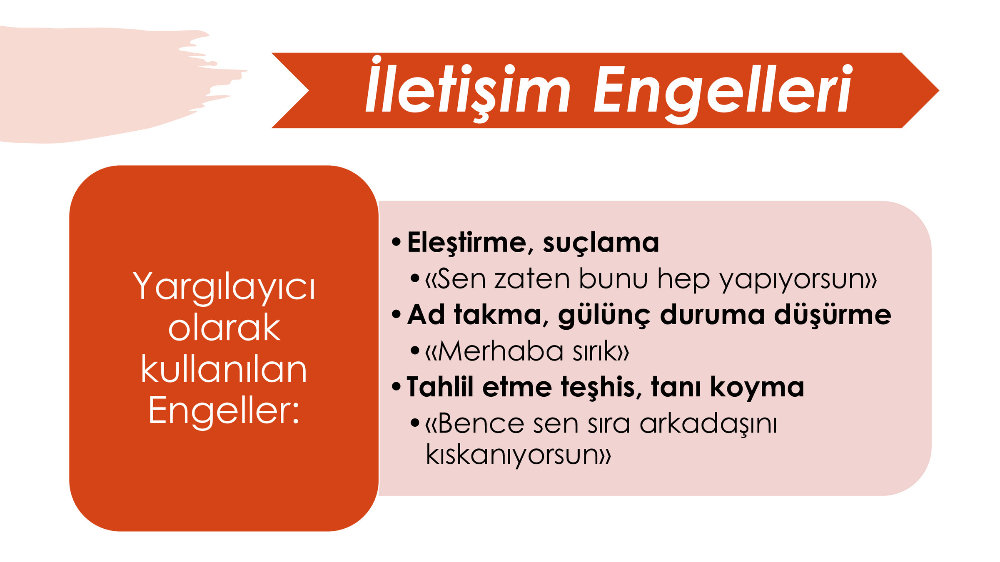 İletişim Engelleri
Yargılayıcı
olarak
kullanılan
Engeller:
•Eleştirme, suçlama
•«Sen zaten bunu hep yapıyorsun»
•Ad takma, gülünç duruma düşürme
•«Merhaba sırık»
•Tahlil etme teşhis, tanı koyma
•«Bence sen sıra arkadaşını
kıskanıyorsun»